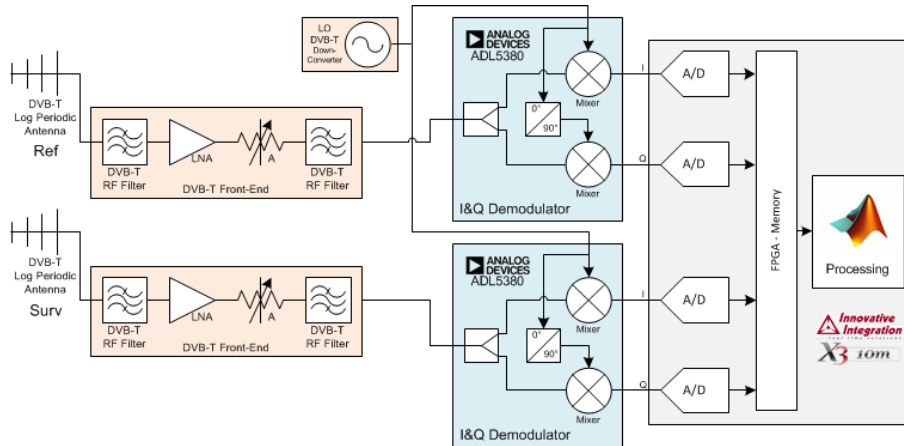 LO
DVB-T
Down-
Converter
ANALOG
DEVICES
ADL5380
Mixer
0°
90°
Mixer
I&Q Demodulator
I
Q
A/D
A/D
DVB-T
Log Periodic
Antenna
Ref
DVB-T
RF Filter
LNA
A
DVB-T
RF Filter
DVB-T Front-End
DVB-T
Log Periodic
Antenna
Surv
DVB-T
RF Filter
LNA
A
DVB-T
RF Filter
DVB-T Front-End
ANALOG
DEVICES
ADL5380
Mixer
0°
90°
Mixer
I&Q Demodulator
I
Q
A/D
A/D
FPGA - Memory
Processing
Innovative
Integration
real time solutions
X3 10m